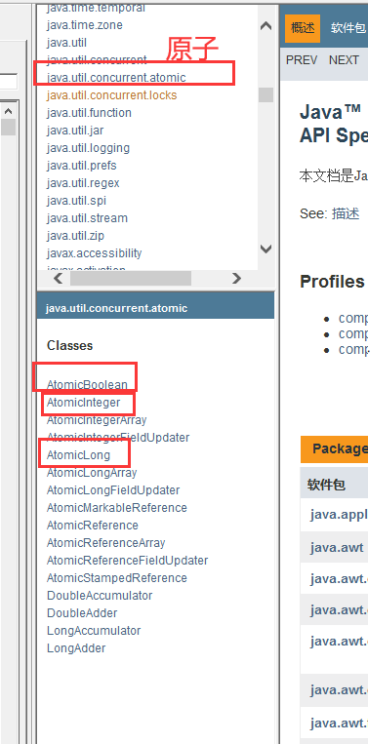 java.time.temporal
java.time.zone
java.util
java.util.concurrent
原子
java.util.concurrent.atomic
java.util.concurrent.locks
java.util.function
java.util.jar
java.util.logging
java.util.prefs
java.util.regex
java.util.spi
java.util.stream
java.util.zip
javax.accessibility
javax.activation
java.util.concurrent.atomic
Classes
AtomicBoolean
AtomicInteger
AtomicIntegerArray
AtomicIntegerFieldUpdater
AtomicLong
AtomicLongArray
AtomicLongFieldUpdater
AtomicMarkableReference
AtomicReference
AtomicReferenceArray
AtomicReferenceFieldUpdater
AtomicStampedReference
DoubleAccumulator
DoubleAdder
LongAccumulator
LongAdder
概述 软件包
PREV NEXT
Java™
API Spe
本文档是Ja
See: 描述
Profiles
comp
comp
comp
Package
软件包
java.appl
java.awt
java.awt.
java.awt.
java.awt.
java.awt.
java.awt.